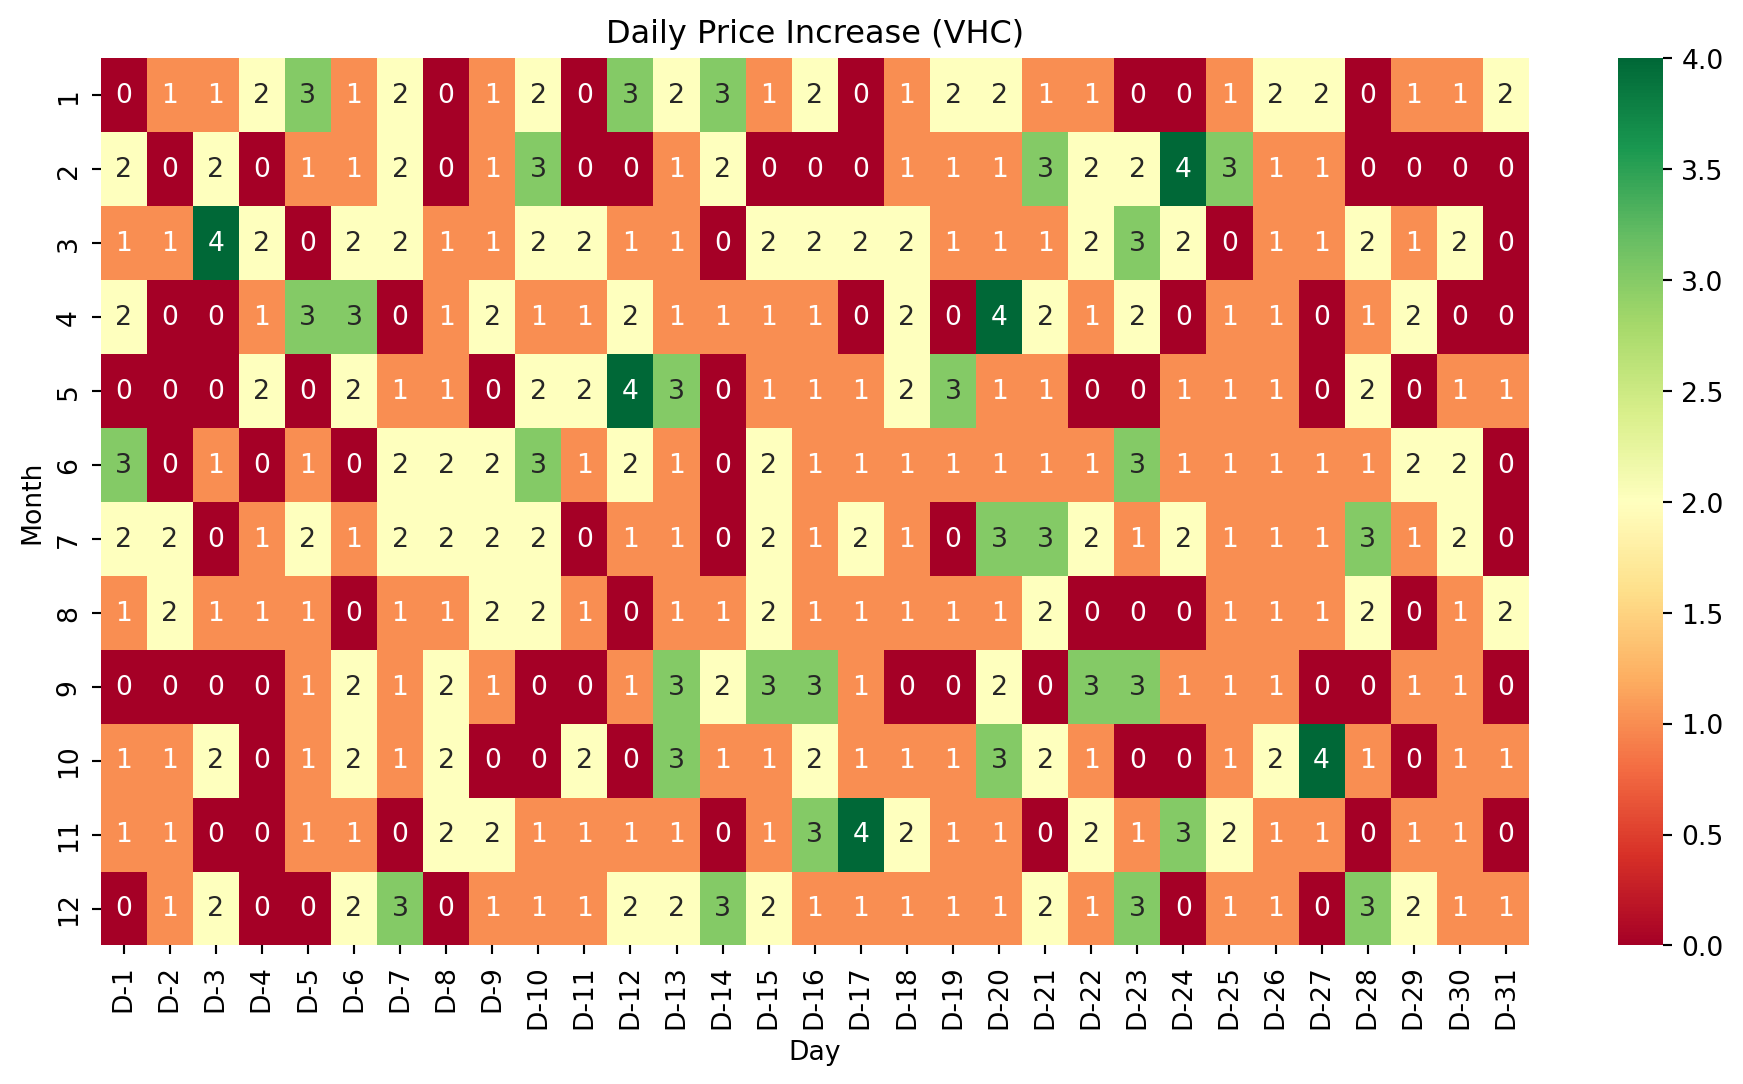 Daily Price Increase (VHC)
1 0 1 1 2 3 1 2 0 1 2 0 3 2 3 1 2 0 1 2 2 1 1 0 0 1 2 2 0 1 1 2
2 2 0 2 0 1 1 2 0 1 3 0 0 1 2 0 0 0 1 1 1 3 2 2 4 3 1 1 0 0 0 0
3 1 1 4 2 0 2 2 1 1 2 2 1 1 0 2 2 2 2 1 1 1 2 3 2 0 1 1 2 1 2 0
4 2 0 0 1 3 3 0 1 2 1 1 2 1 1 1 1 0 2 0 4 2 1 2 0 1 1 0 1 2 0 0
5 0 0 0 2 0 2 1 1 0 2 2 4 3 0 1 1 1 2 3 1 1 0 0 1 1 1 0 2 0 1 1
6 3 0 1 0 1 0 2 2 2 3 1 2 1 0 2 1 1 1 1 1 1 1 3 1 1 1 1 1 2 2 0
7 2 2 0 1 2 1 2 2 2 2 0 1 1 0 2 1 2 1 0 3 3 2 1 2 1 1 1 3 1 2 0
8 1 2 1 1 1 0 1 1 2 2 1 0 1 1 2 1 1 1 1 1 2 0 0 0 1 1 1 2 0 1 2
9 0 0 0 0 1 2 1 2 1 0 0 1 3 2 3 3 1 0 0 2 0 3 3 1 1 1 0 0 1 1 0
10 1 1 2 0 1 2 1 2 0 0 2 0 3 1 1 2 1 1 1 3 2 1 0 0 1 2 4 1 0 1 1
11 1 1 0 0 1 1 0 2 2 1 1 1 1 0 1 3 4 2 1 1 0 2 1 3 2 1 1 0 1 1 0
12 0 1 2 0 0 2 3 0 1 1 1 2 2 3 2 1 1 1 1 1 2 1 3 0 1 1 0 3 2 1 1
Month
D-1 D-2 D-3 D-4 D-5 D-6 D-7 D-8 D-9 D-10 D-11 D-12 D-13 D-14 D-15 D-16 D-17 D-18 D-19 D-20 D-21 D-22 D-23 D-24 D-25 D-26 D-27 D-28 D-29 D-30 D-31
Day
4.0
3.5
3.0
2.5
2.0
1.5
1.0
0.5
0.0